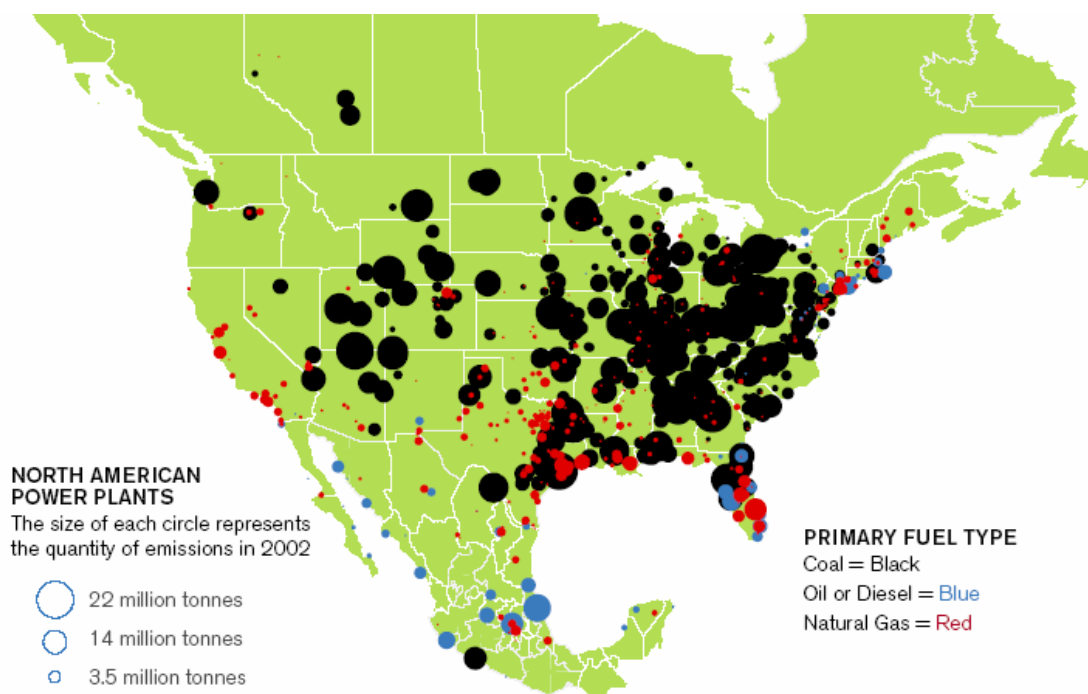 NORTH AMERICAN
POWER PLANTS
The size of each circle represents
the quantity of emissions in 2002
22 million tonnes
14 million tonnes
3.5 million tonnes
PRIMARY FUEL TYPE
Coal = Black
Oil or Diesel = Blue
Natural Gas = Red